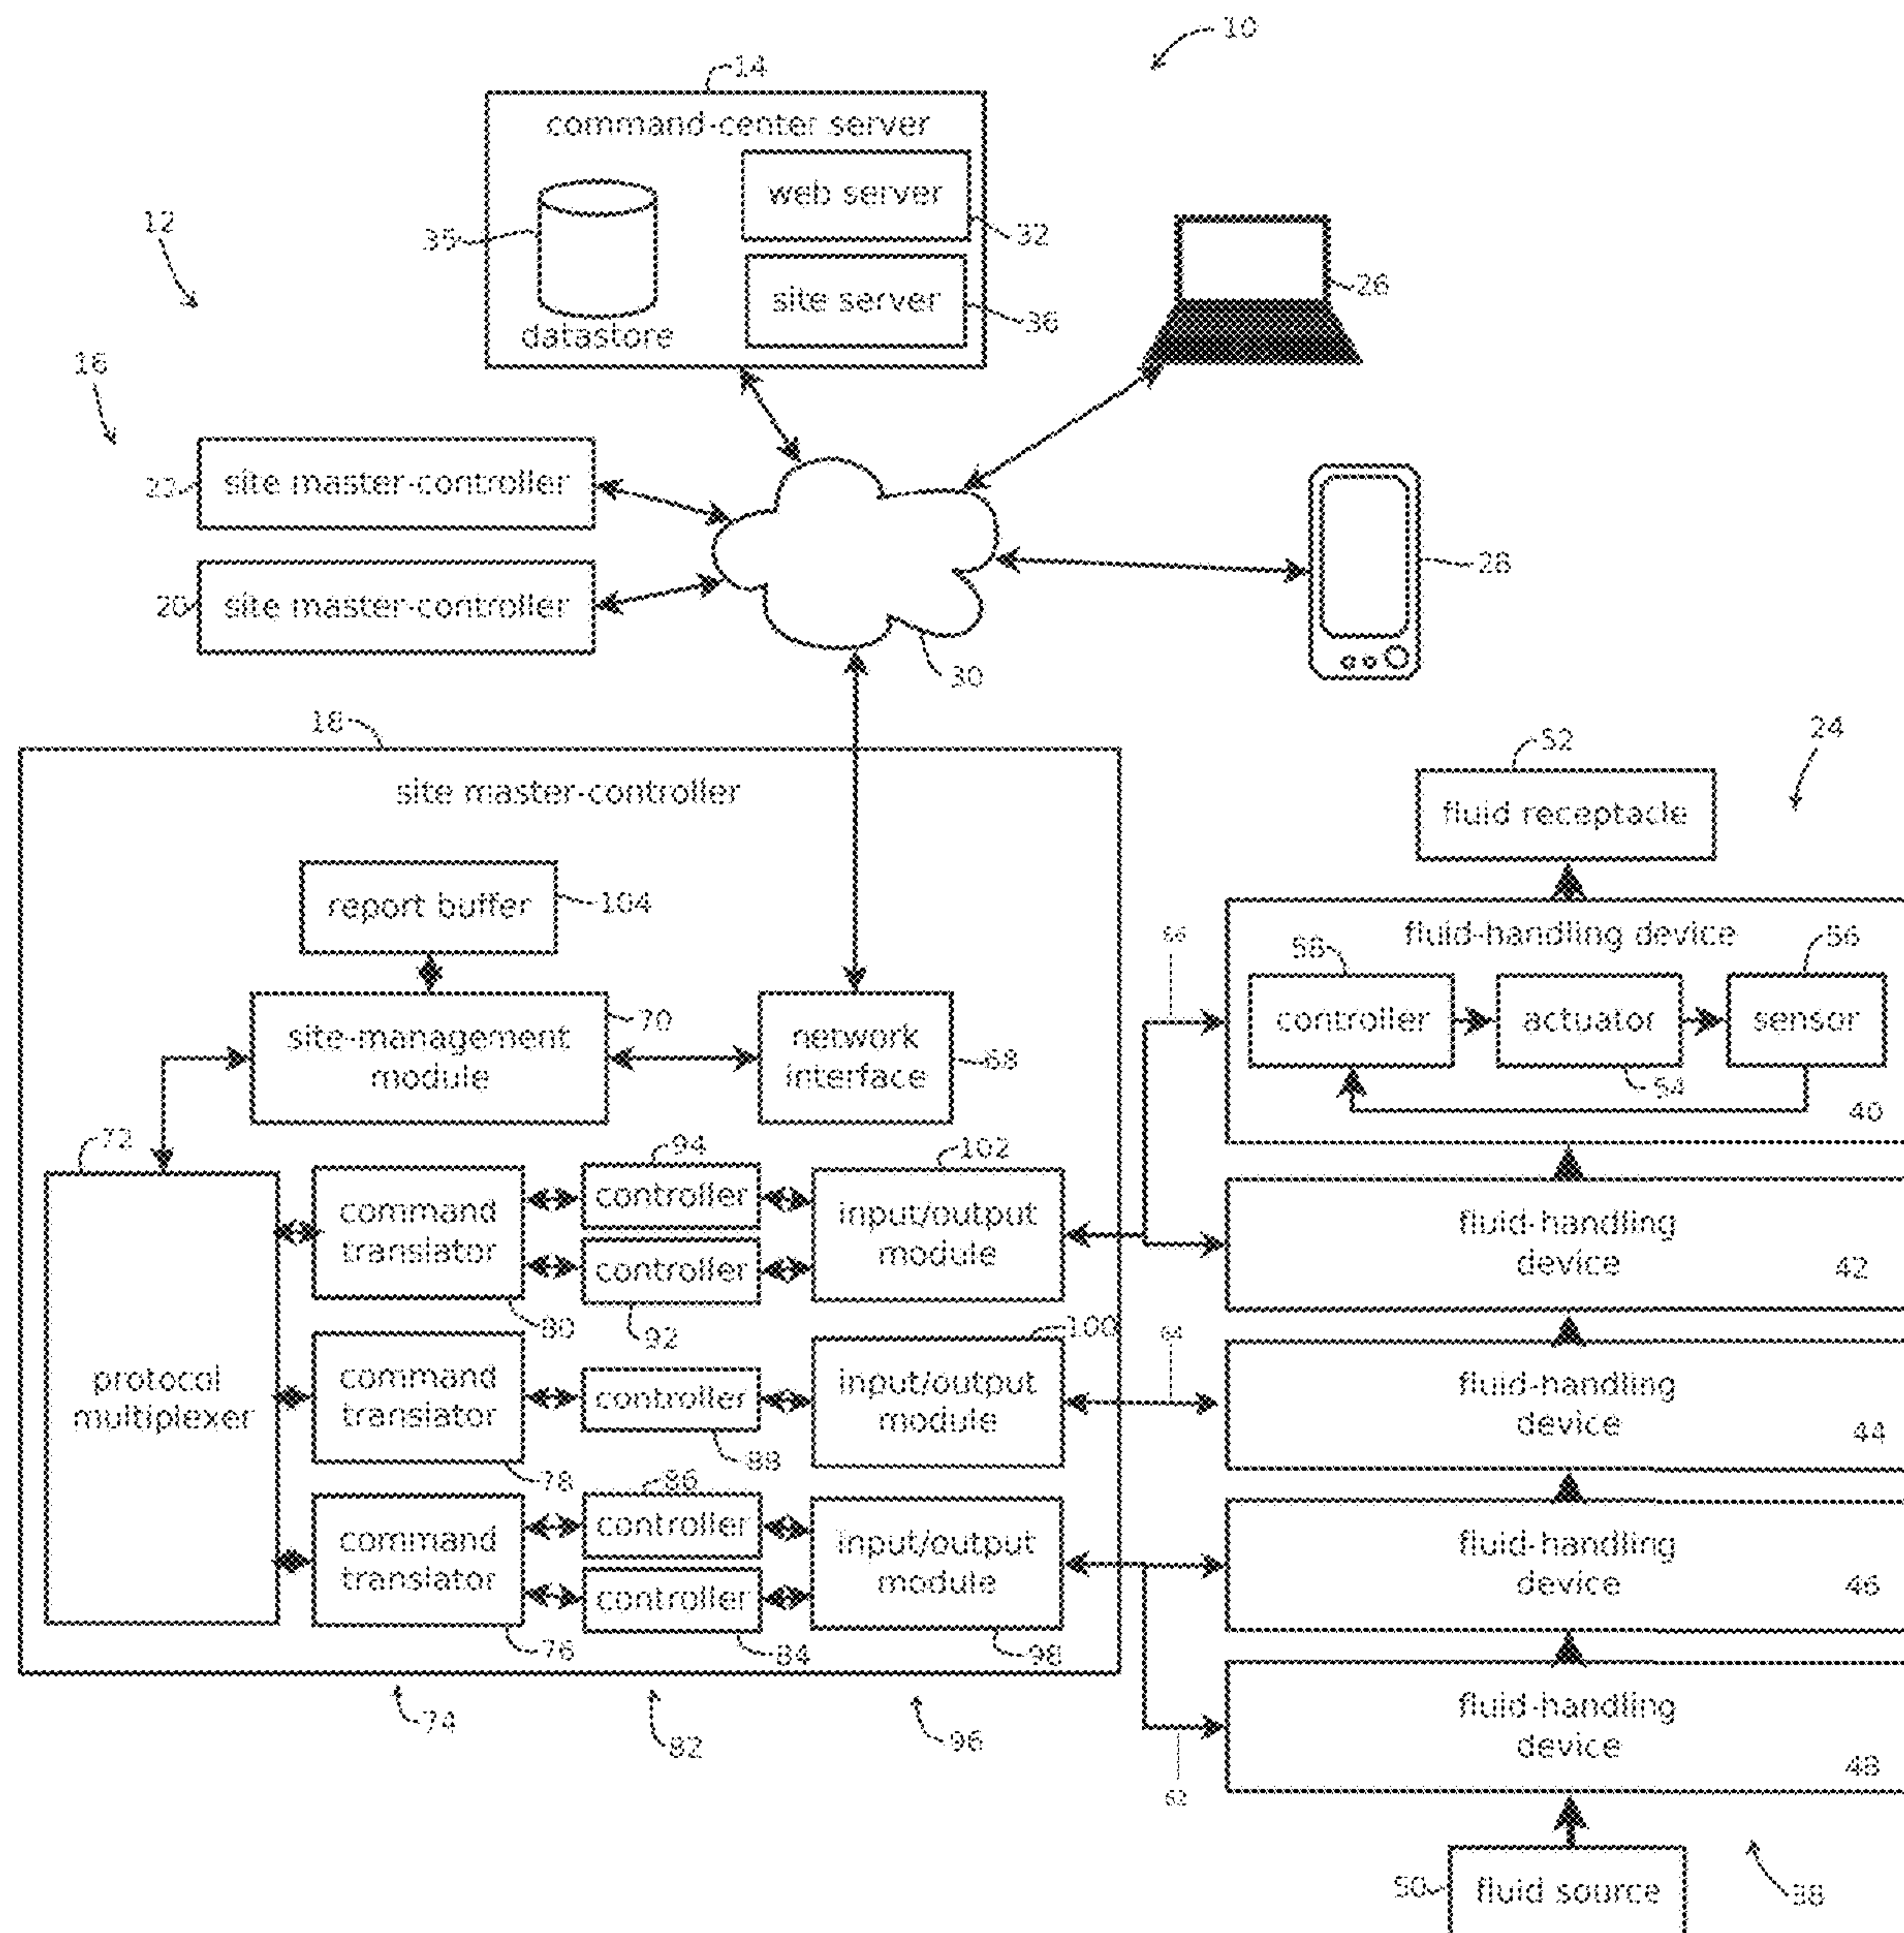 10
14
command-center server
web server
12
35
32
site server
26
36
datastore
16
22
site master-controller
28
20
site master-controller
30
18
24
52
site master-controller
fluid receptacle
report buffer
104
66
fluid-handling device
58
56
site-management
module
70
network
interface
68
controller
actuator
sensor
54
40
72
94
102
command
translator
controller
controller
input/output
module
fluid-handling
device
42
80
92
100
64
protocal
multiplexer
command
translator
controller
input/output
module
fluid-handling
device
44
78
88
86
command
translator
controller
controller
input/output
module
fluid-handling
device
46
76
84
98
74
82
96
fluid-handling
device
48
62
50
fluid source
38